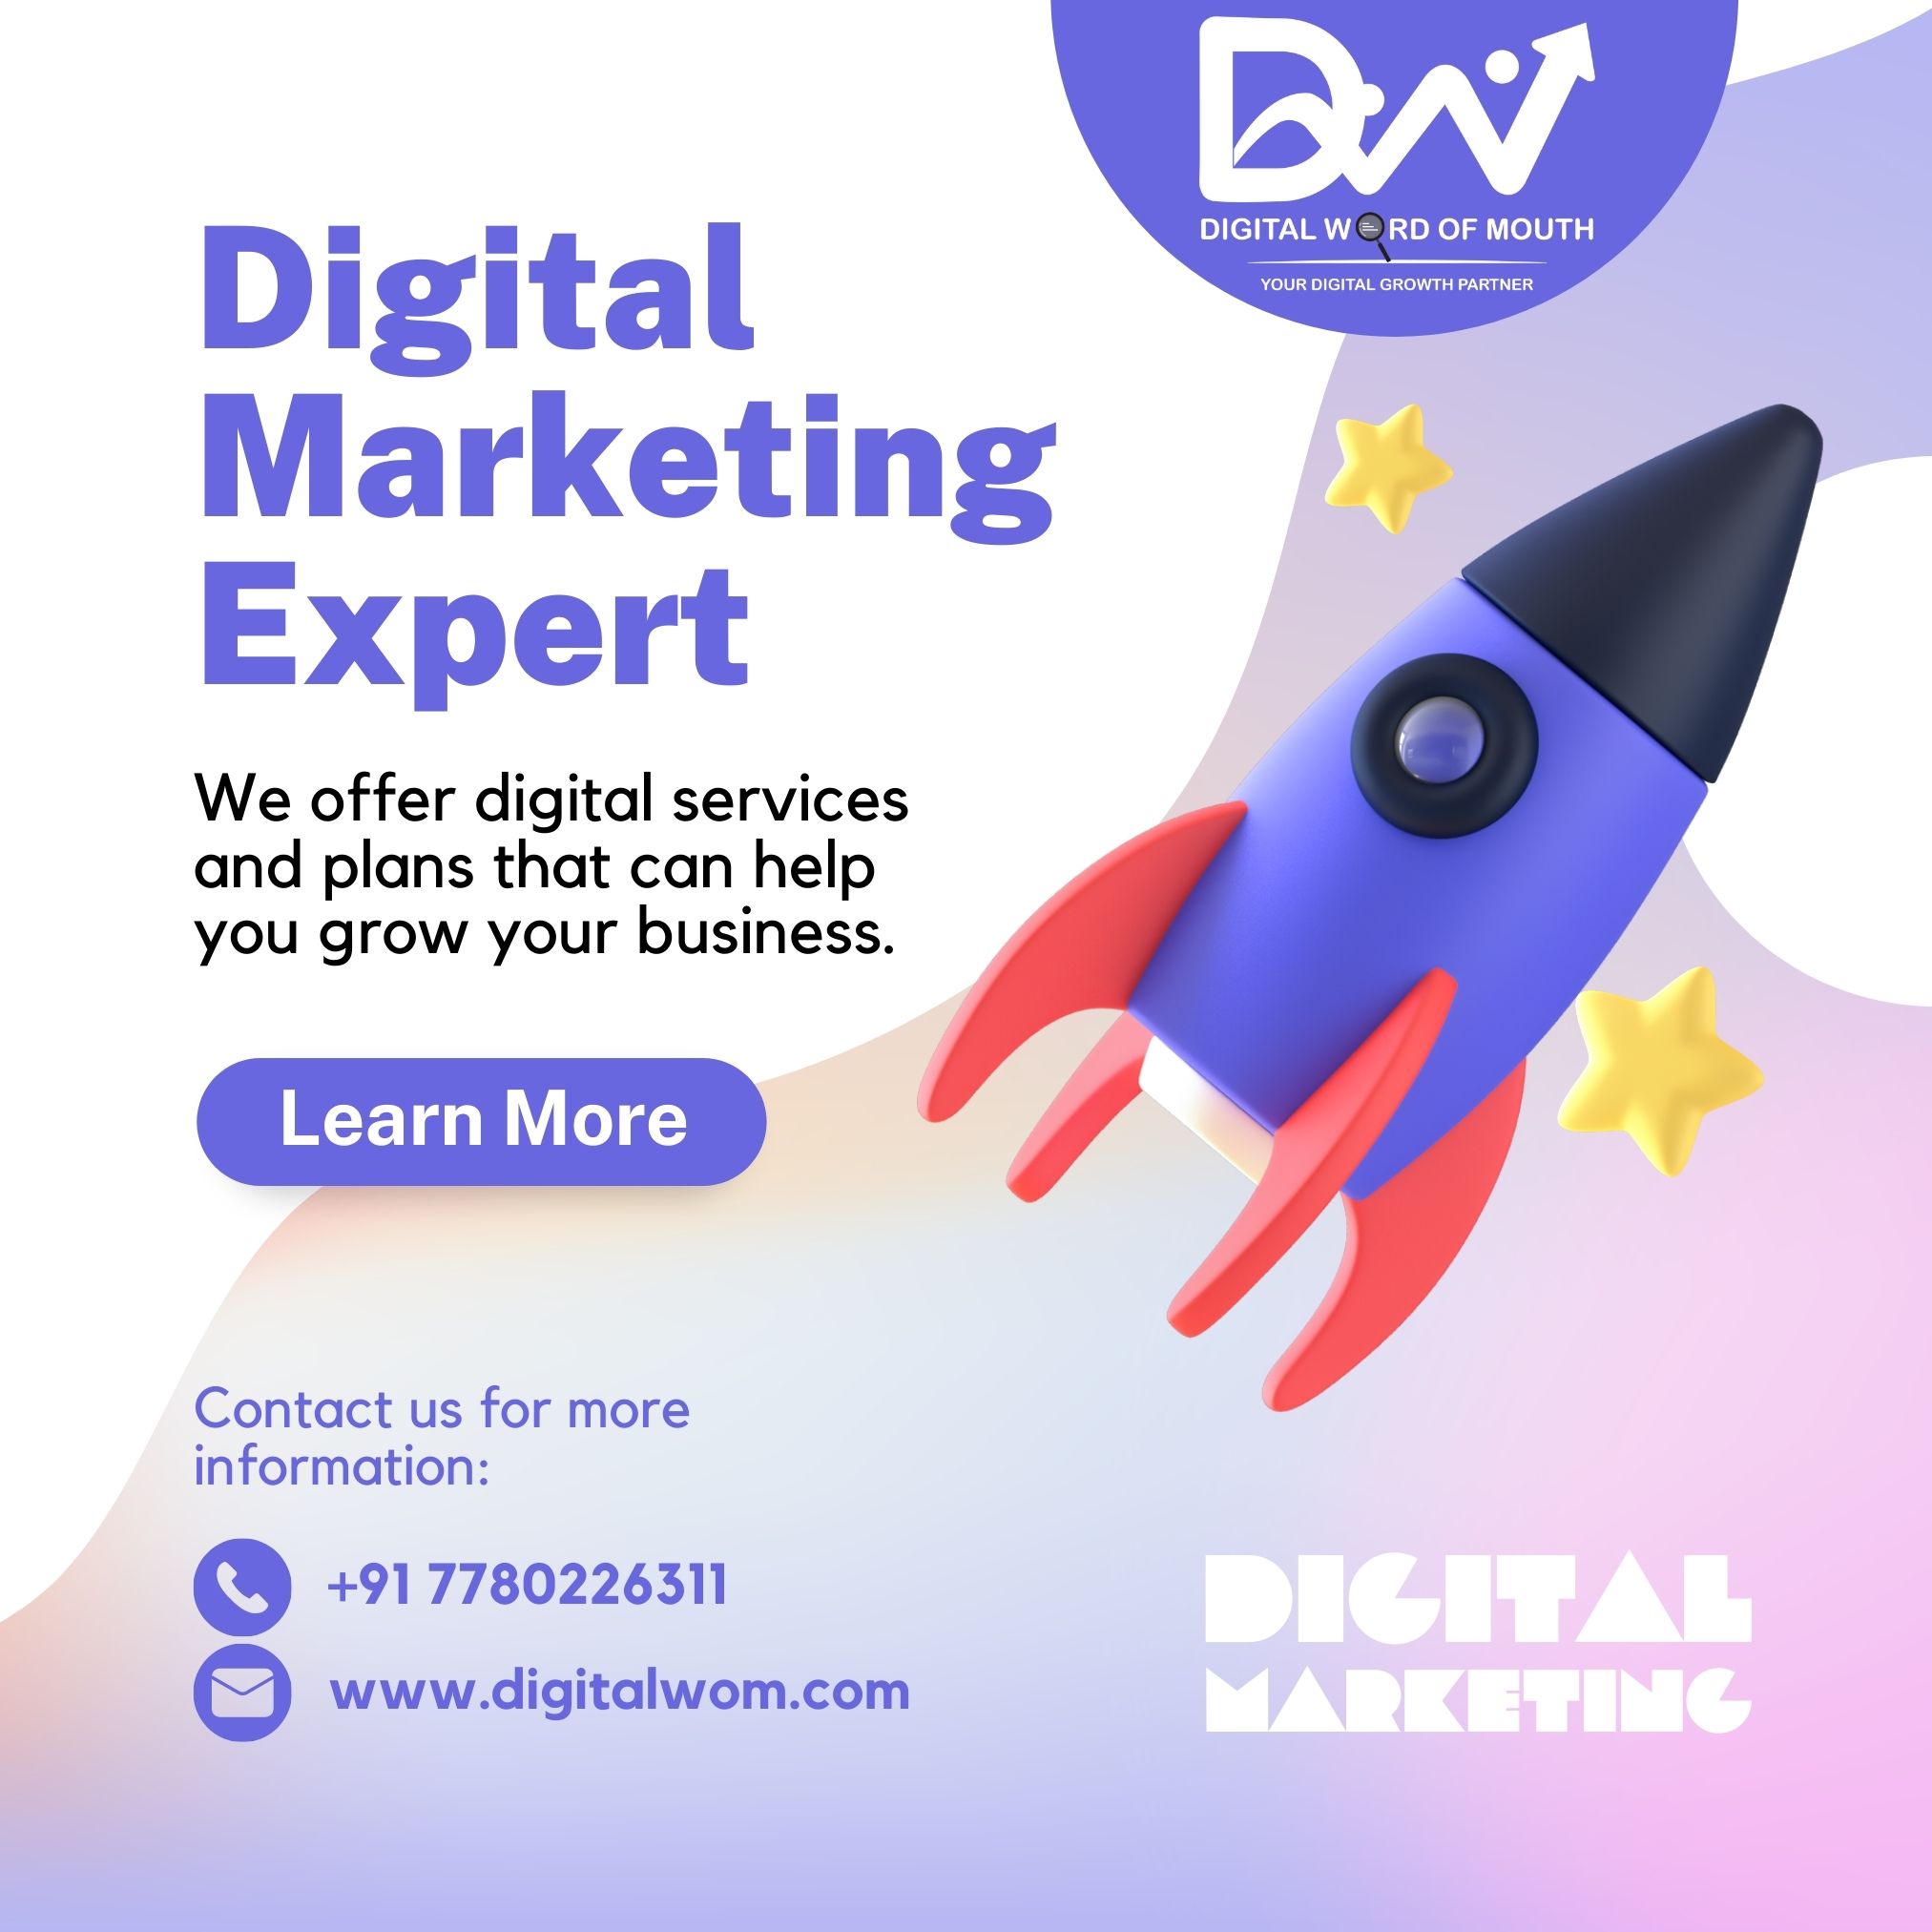 DIGITAL WORD OF MOUTH
YOUR DIGITAL GROWTH PARTNER
Digital
Marketing
Expert
We offer digital services
and plans that can help
you grow your business.
Learn More
Contact us for more
information:
+91 7780226311
www.digitalwom.com
DIGITAL
MARKETING